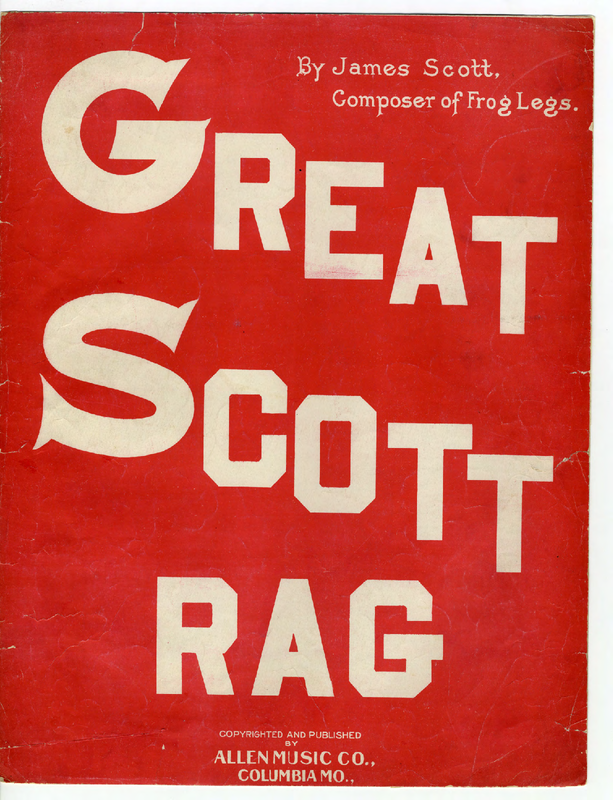 By James Scott,
Composer of Frog Legs.
GREAT
SCOTT
RAG
COPYRIGHTED AND PUBLISHED
BY
ALLEN MUSIC CO.,
COLUMBIA MO.,